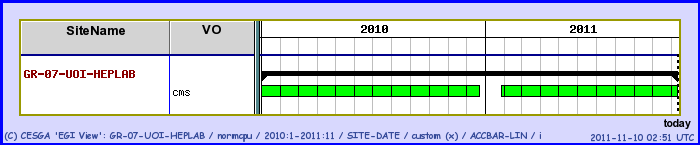 SiteName VO 2010 2011
GR-07-UOI-HEPLAB
cms
today
(C) CESGA 'EGI View': GR-07-UOI-HEPLAB / normcpu / 2010:1-2011:11 / SITE-DATE / custom (x) / ACCBAR-LIN / i 2011-11-10 02:51 UTC